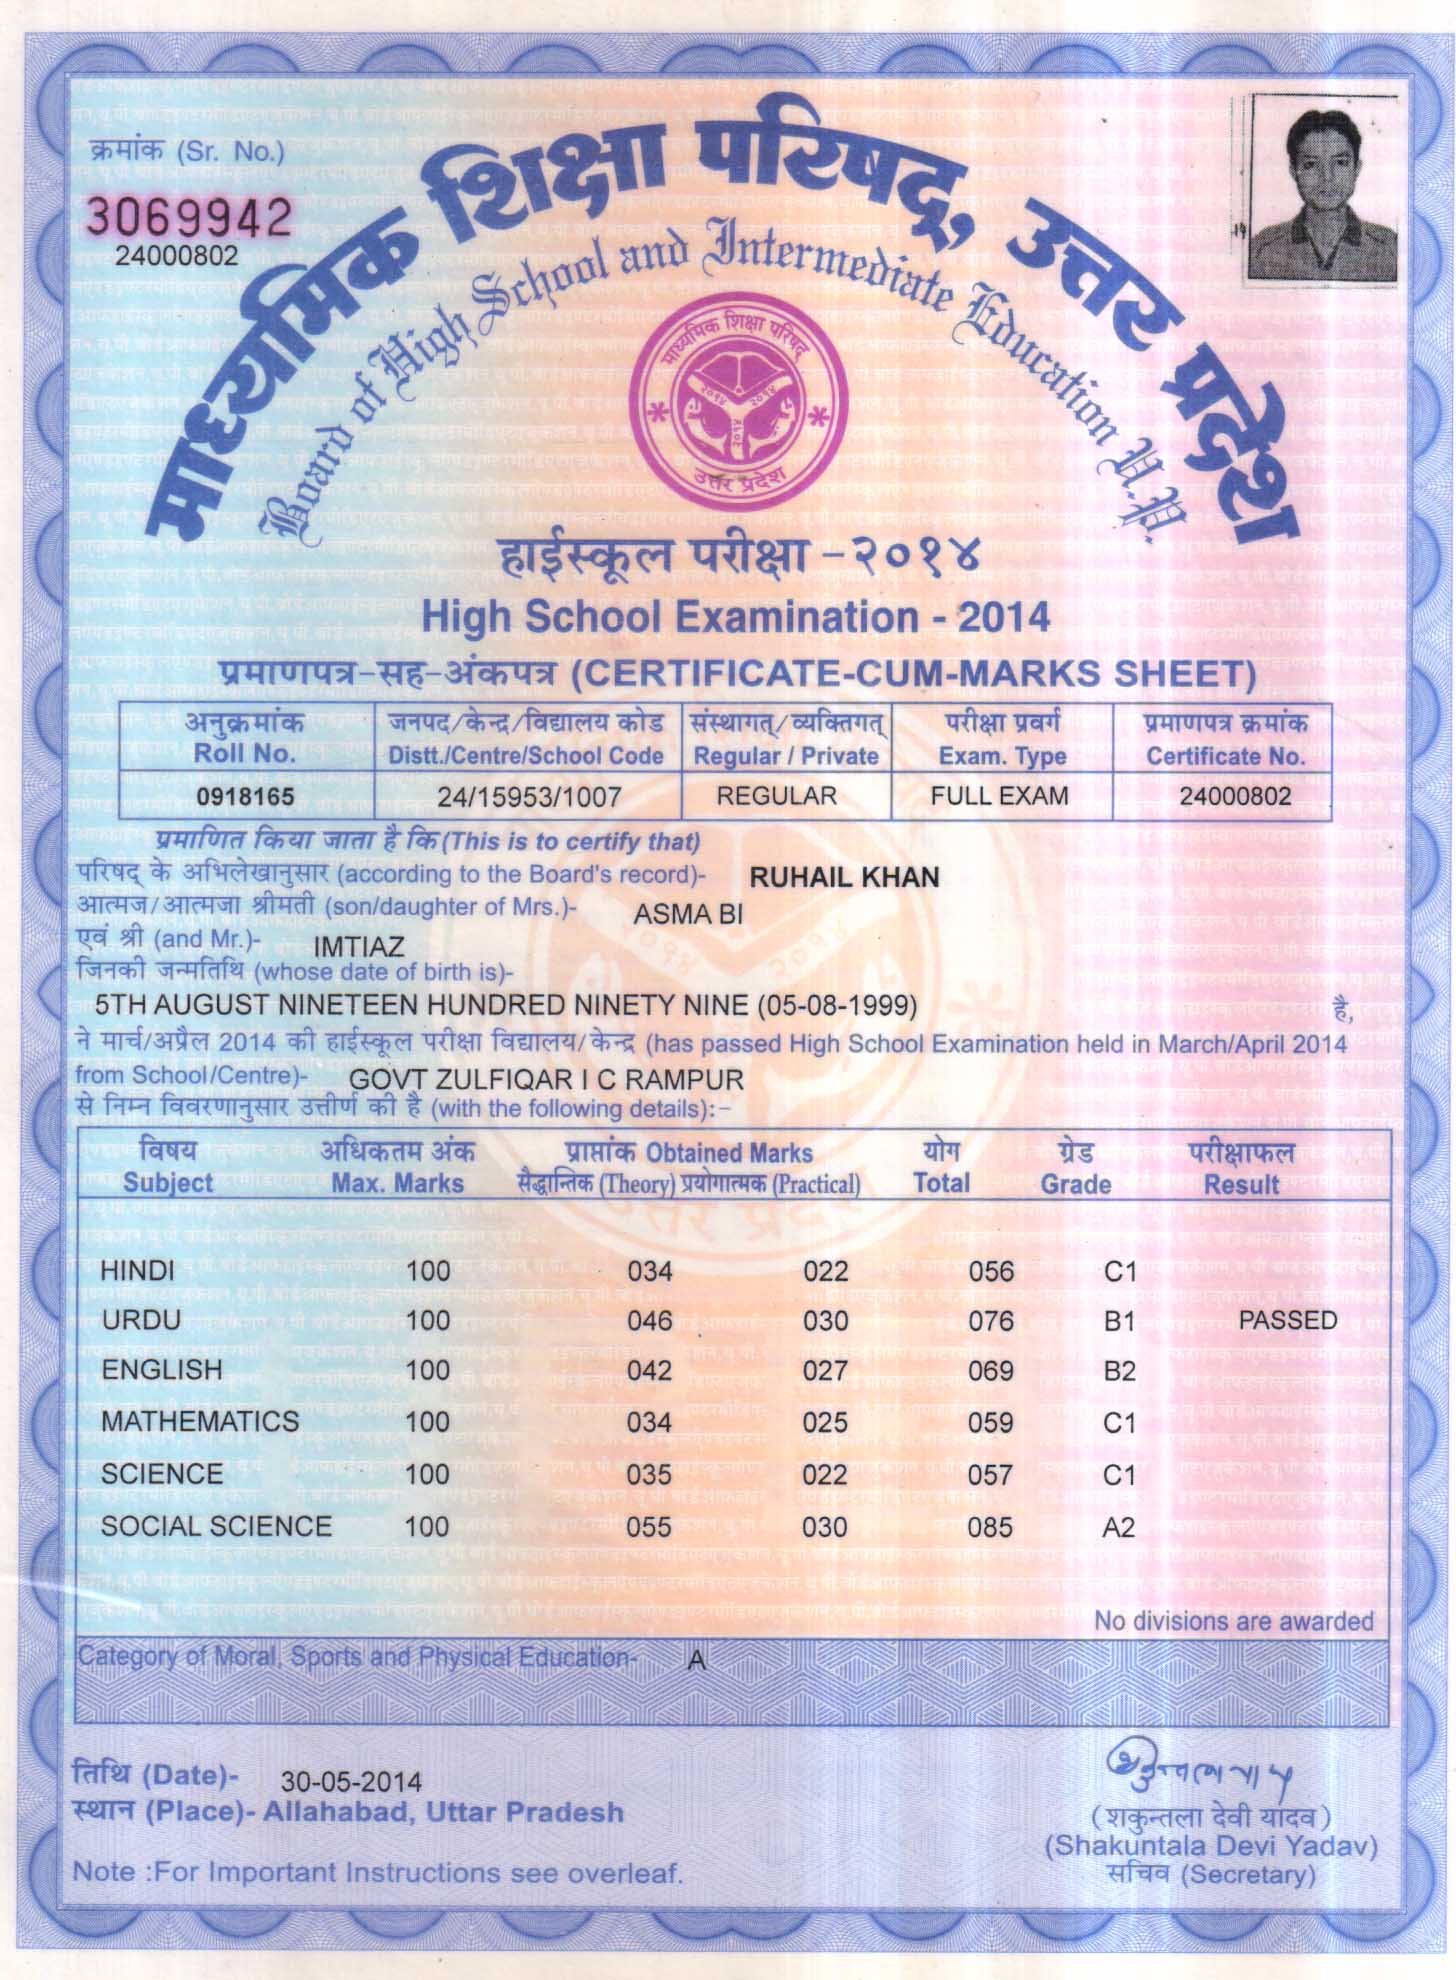 क्रमांक (Sr. No.)
3069942
24000802
माध्यमिक शिक्षा परिषद्, उत्तर प्रदेश
Board of High School and Intermediate Education U.P.
माध्यमिक शिक्षा परिषद्
२०१४ २०१४
२०१४
उत्तर प्रदेश
हाईस्कूल परीक्षा -२०१४
High School Examination - 2014
प्रमाणपत्र-सह-अंकपत्र (CERTIFICATE-CUM-MARKS SHEET)
अनुक्रमांक जनपद/केन्द्र/विद्यालय कोड संस्थागत्/व्यक्तिगत् परीक्षा प्रवर्ग प्रमाणपत्र क्रमांक
Roll No. Distt./Centre/School Code Regular / Private Exam. Type Certificate No.
0918165 24/15953/1007 REGULAR FULL EXAM 24000802
प्रमाणित किया जाता है कि (This is to certify that)
परिषद् के अभिलेखानुसार (according to the Board's record)- RUHAIL KHAN
आत्मज/आत्मजा श्रीमती (son/daughter of Mrs.)- ASMA BI
एवं श्री (and Mr.)- IMTIAZ
जिनकी जन्मतिथि (whose date of birth is)-
5TH AUGUST NINETEEN HUNDRED NINETY NINE (05-08-1999) है,
ने मार्च/अप्रैल 2014 की हाईस्कूल परीक्षा विद्यालय/केन्द्र (has passed High School Examination held in March/April 2014
from School/Centre)- GOVT ZULFIQAR I C RAMPUR
से निम्न विवरणानुसार उत्तीर्ण की है (with the following details):-
विषय अधिकतम अंक प्राप्तांक Obtained Marks योग ग्रेड परीक्षाफल
Subject Max. Marks सैद्धान्तिक (Theory) प्रयोगात्मक (Practical) Total Grade Result
HINDI 100 034 022 056 C1
URDU 100 046 030 076 B1 PASSED
ENGLISH 100 042 027 069 B2
MATHEMATICS 100 034 025 059 C1
SCIENCE 100 035 022 057 C1
SOCIAL SCIENCE 100 055 030 085 A2
No divisions are awarded
Category of Moral, Sports and Physical Education- A
तिथि (Date)- 30-05-2014
स्थान (Place)- Allahabad, Uttar Pradesh
(शकुन्तला देवी यादव)
(Shakuntala Devi Yadav)
सचिव (Secretary)
Note :For Important Instructions see overleaf.